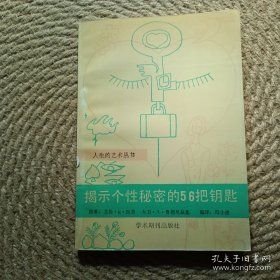 人生的艺术丛书
揭示个性秘密的56把钥匙
学术期刊出版社
孔夫子旧书网